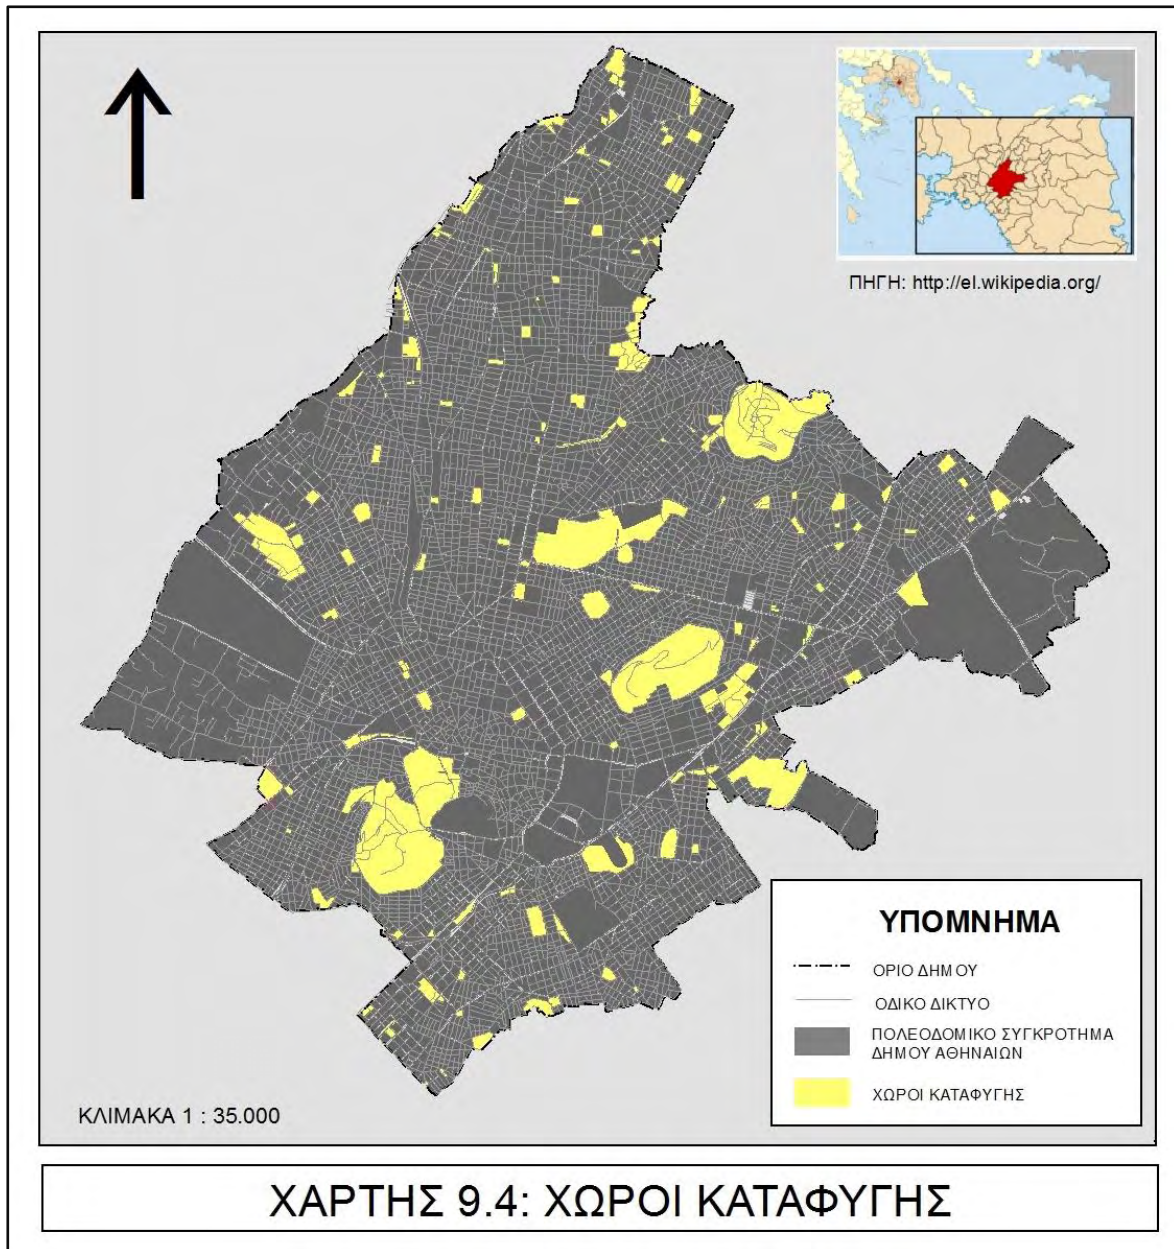 ΠΗΓΗ: http://el.wikipedia.org/
ΥΠΟΜΝΗΜΑ
ΟΡΙΟ ΔΗΜΟΥ
ΟΔΙΚΟ ΔΙΚΤΥΟ
ΠΟΛΕΟΔΟΜΙΚΟ ΣΥΓΚΡΟΤΗΜΑ
ΔΗΜΟΥ ΑΘΗΝΑΙΩΝ
ΧΩΡΟΙ ΚΑΤΑΦΥΓΗΣ
ΚΛΙΜΑΚΑ 1 : 35.000
ΧΑΡΤΗΣ 9.4: ΧΩΡΟΙ ΚΑΤΑΦΥΓΗΣ